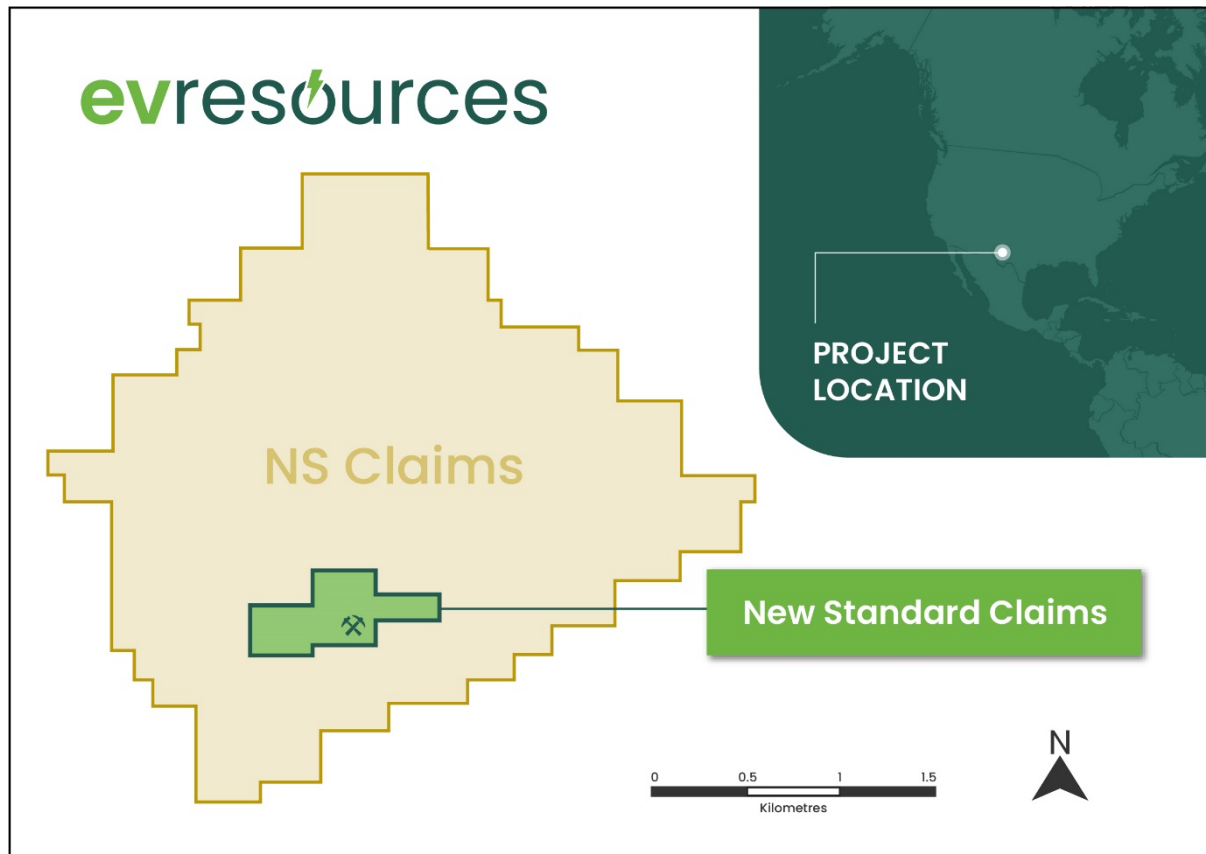 evresources
PROJECT
LOCATION
NS Claims
New Standard Claims
N
0 0.5 1 1.5
Kilometres